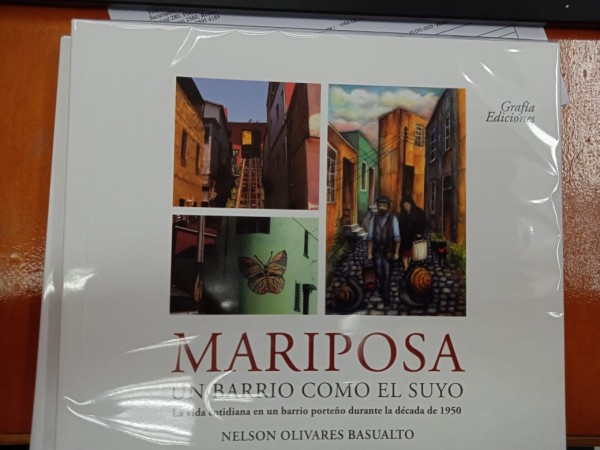 Grafía
Ediciones
MARIPOSA
UN BARRIO COMO EL SUYO
La vida cotidiana en un barrio porteño durante la década de 1950
NELSON OLIVARES BASUALTO